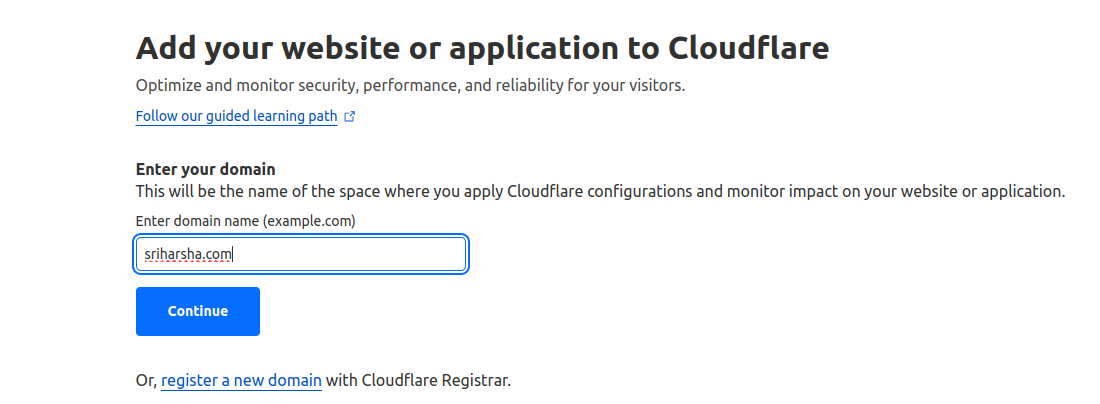 Add your website or application to Cloudflare
Optimize and monitor security, performance, and reliability for your visitors.
Follow our guided learning path
Enter your domain
This will be the name of the space where you apply Cloudflare configurations and monitor impact on your website or application.
Enter domain name (example.com)
sriharsha.com
Continue
Or, register a new domain with Cloudflare Registrar.